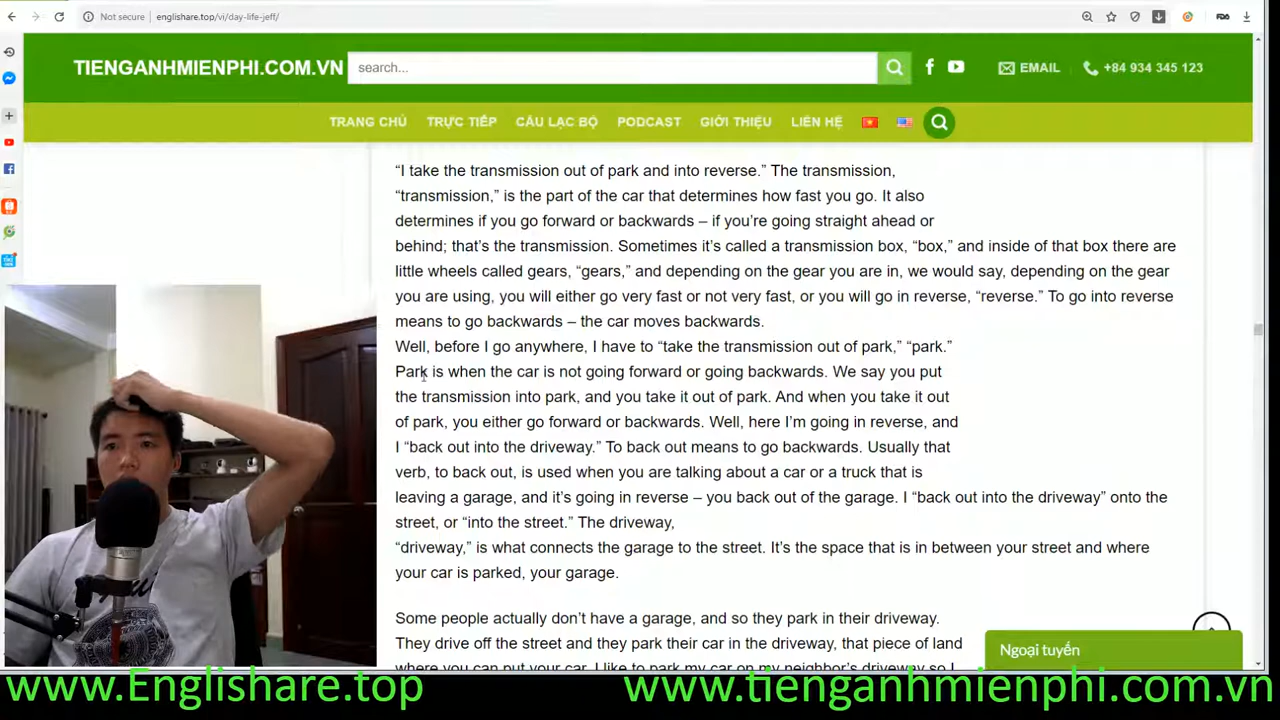 Not secure
englishare.top/vi/day-life-jeff/
TIENGANHMIENPHI.COM.VN
search...
EMAIL
+84 934 345 123
TRANG CHỦ
TRỰC TIẾP
CÂU LẠC BỘ
PODCAST
GIỚI THIỆU
LIÊN HỆ
“I take the transmission out of park and into reverse.” The transmission,
“transmission,” is the part of the car that determines how fast you go. It also
determines if you go forward or backwards – if you’re going straight ahead or
behind; that’s the transmission. Sometimes it’s called a transmission box, “box,” and inside of that box there are
little wheels called gears, “gears,” and depending on the gear you are in, we would say, depending on the gear
you are using, you will either go very fast or not very fast, or you will go in reverse, “reverse.” To go into reverse
means to go backwards – the car moves backwards.
Well, before I go anywhere, I have to “take the transmission out of park,” “park.”
Park is when the car is not going forward or going backwards. We say you put
the transmission into park, and you take it out of park. And when you take it out
of park, you either go forward or backwards. Well, here I’m going in reverse, and
I “back out into the driveway.” To back out means to go backwards. Usually that
verb, to back out, is used when you are talking about a car or a truck that is
leaving a garage, and it’s going in reverse – you back out of the garage. I “back out into the driveway” onto the
street, or “into the street.” The driveway,
“driveway,” is what connects the garage to the street. It’s the space that is in between your street and where
your car is parked, your garage.
Some people actually don’t have a garage, and so they park in their driveway.
They drive off the street and they park their car in the driveway, that piece of land
where you can put your car. I like to park my car on my neighbor’s driveway so I
Ngoại tuyến
www.Englishare.top
www.tienganhmienphi.com.vn